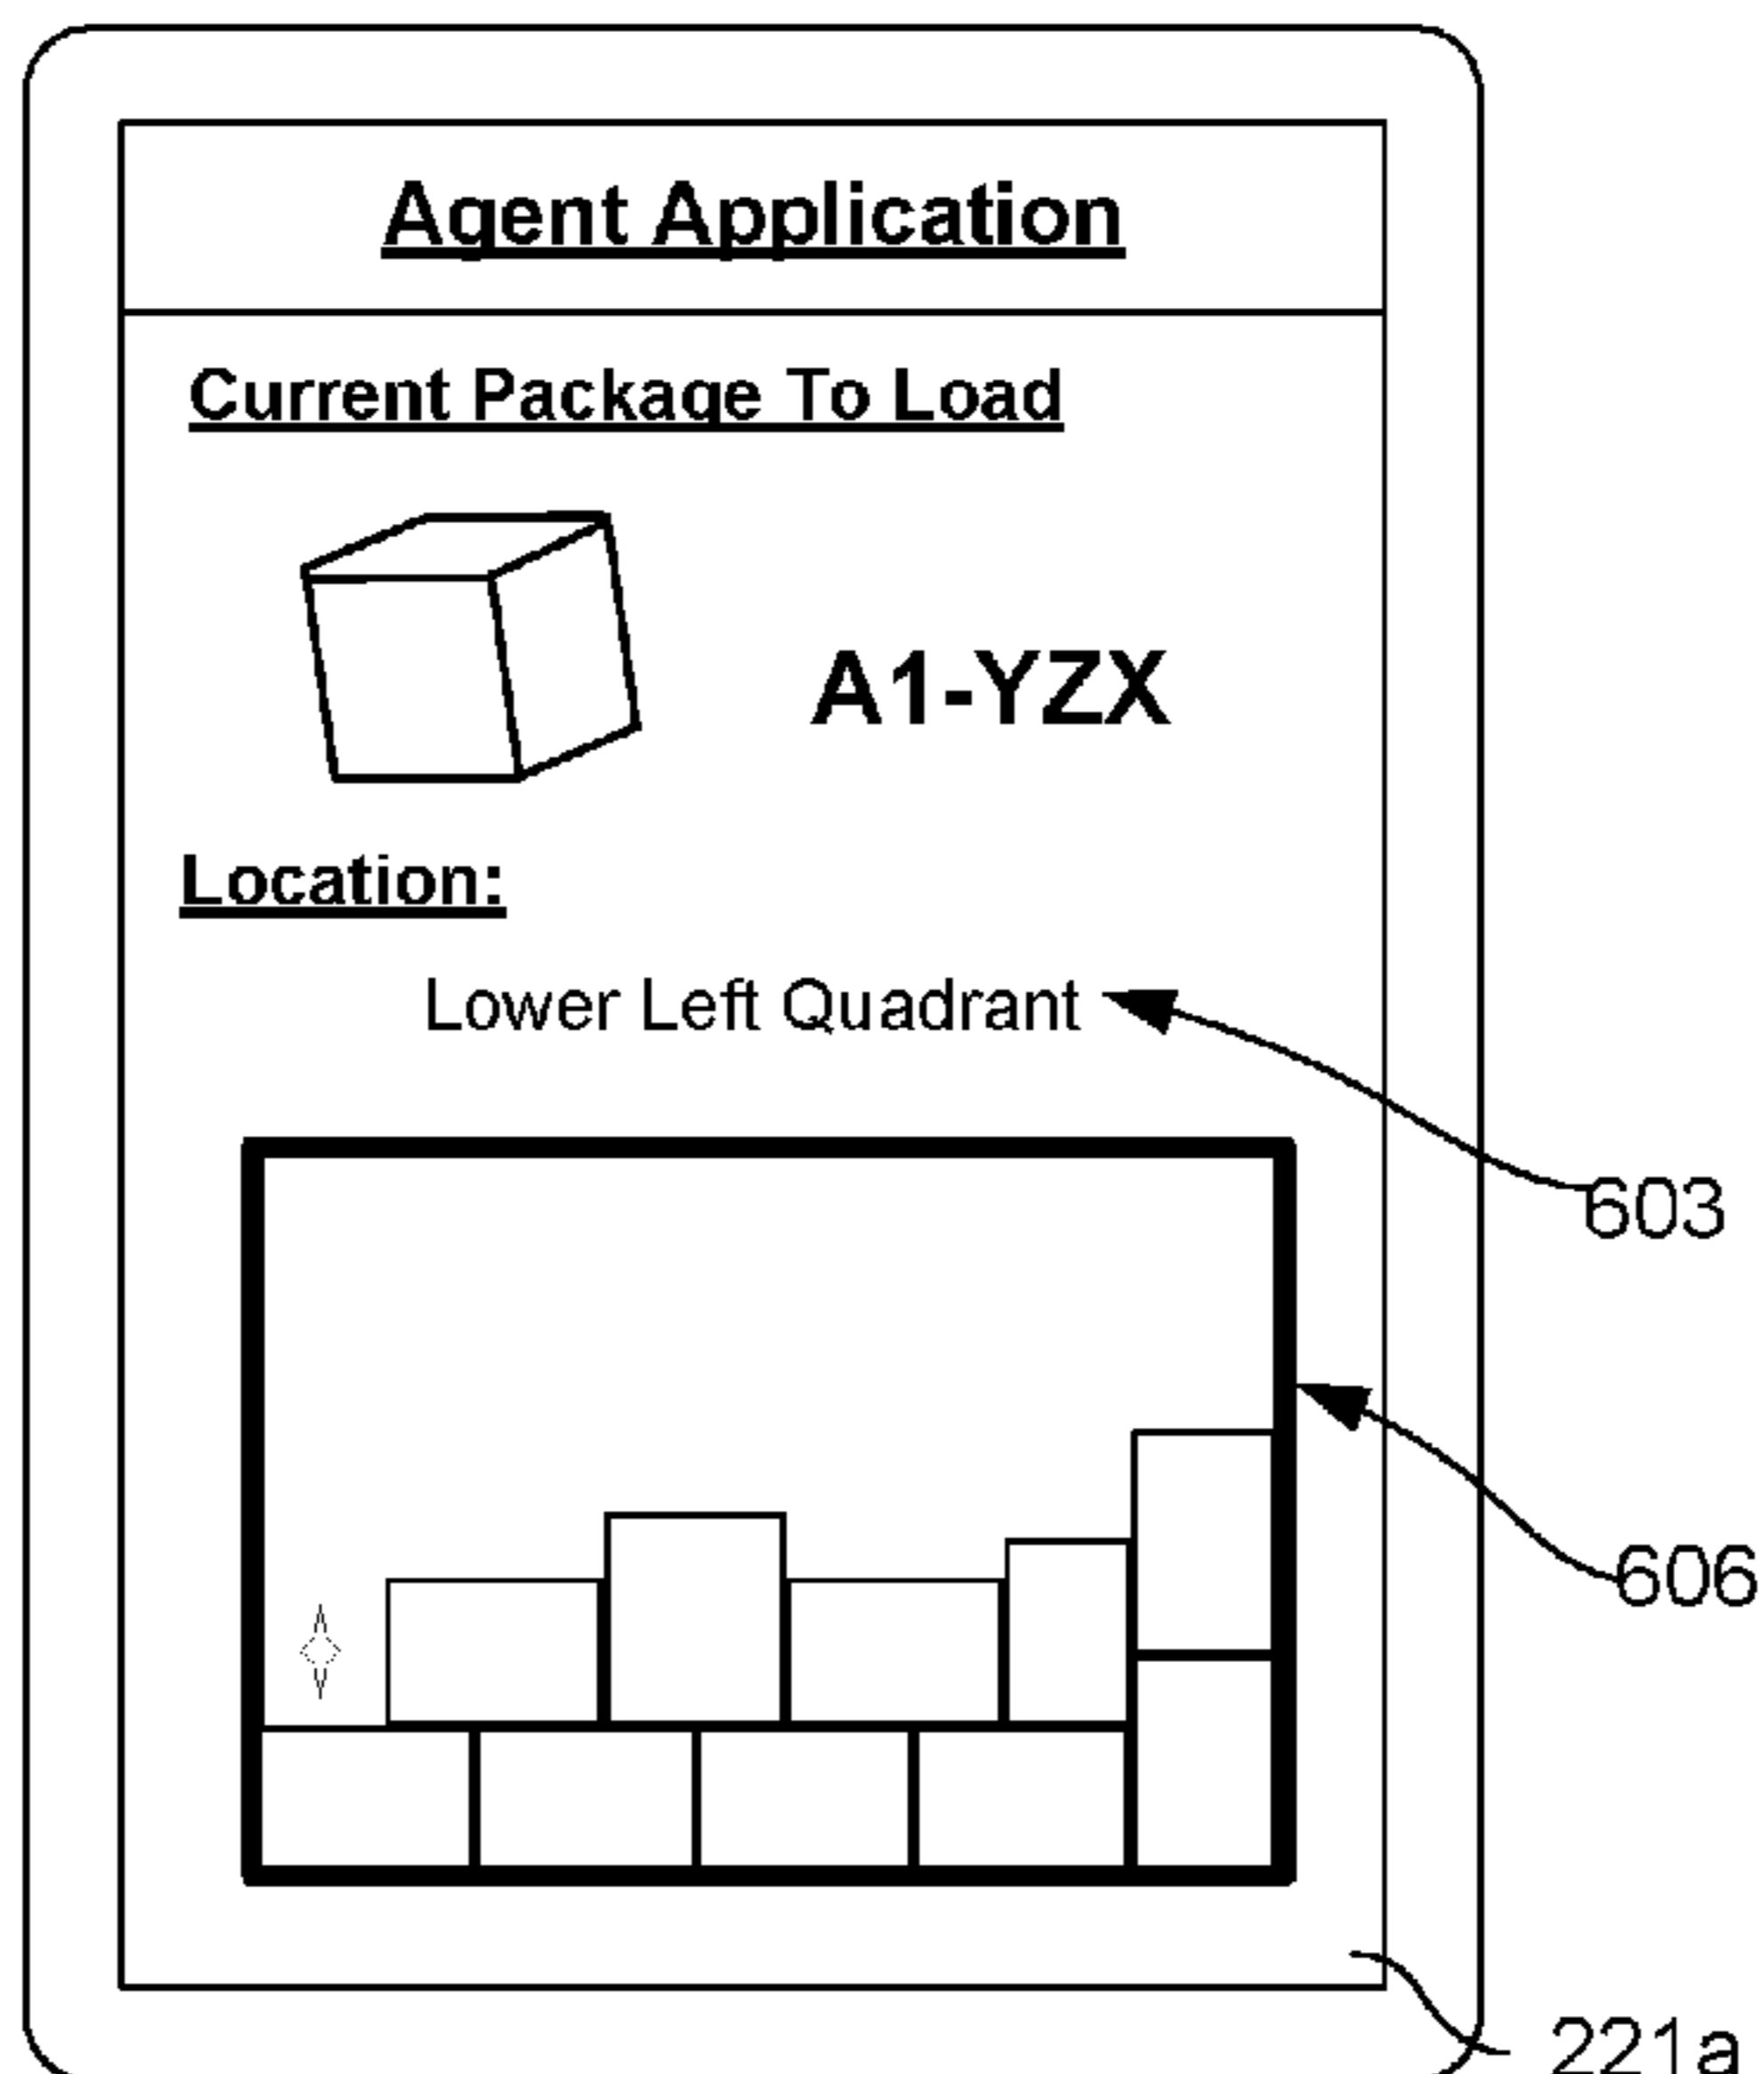 Agent Application
Current Package To Load
A1-YZX
Location:
Lower Left Quadrant
603
606
221a